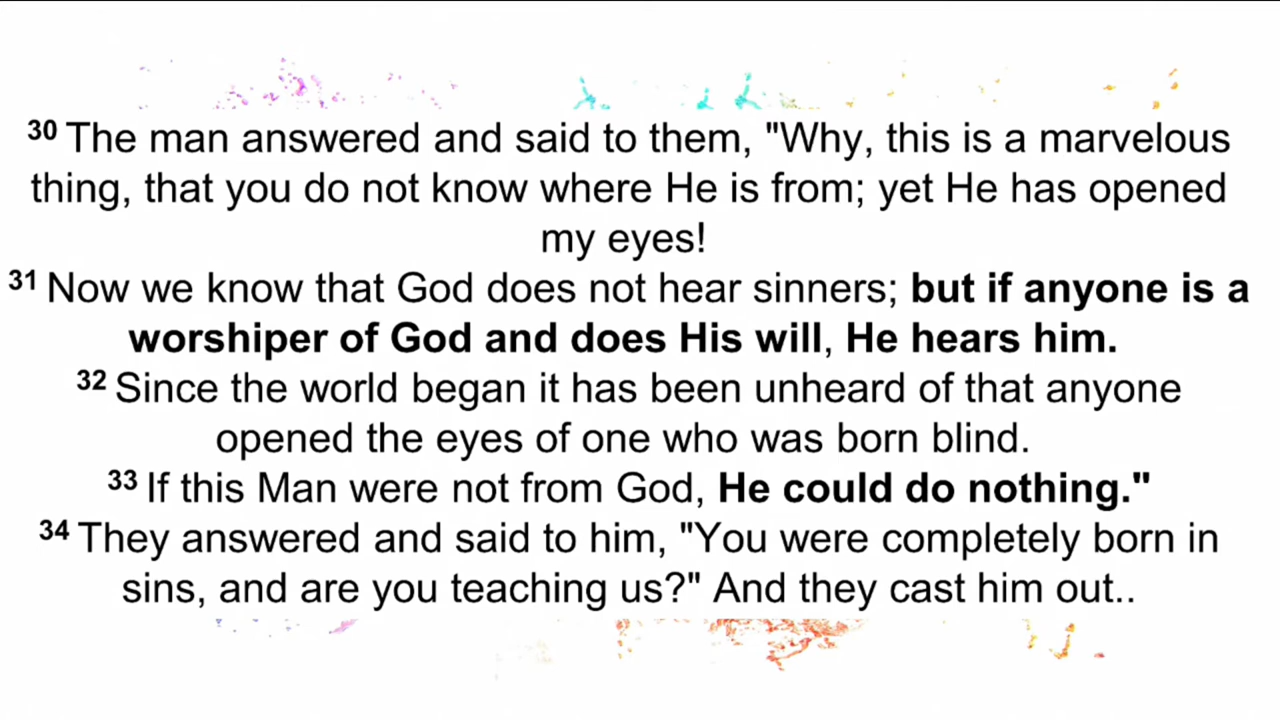 30 The man answered and said to them, "Why, this is a marvelous
thing, that you do not know where He is from; yet He has opened
my eyes!
31 Now we know that God does not hear sinners; but if anyone is a
worshiper of God and does His will, He hears him.
32 Since the world began it has been unheard of that anyone
opened the eyes of one who was born blind.
33 If this Man were not from God, He could do nothing."
34 They answered and said to him, "You were completely born in
sins, and are you teaching us?" And they cast him out..